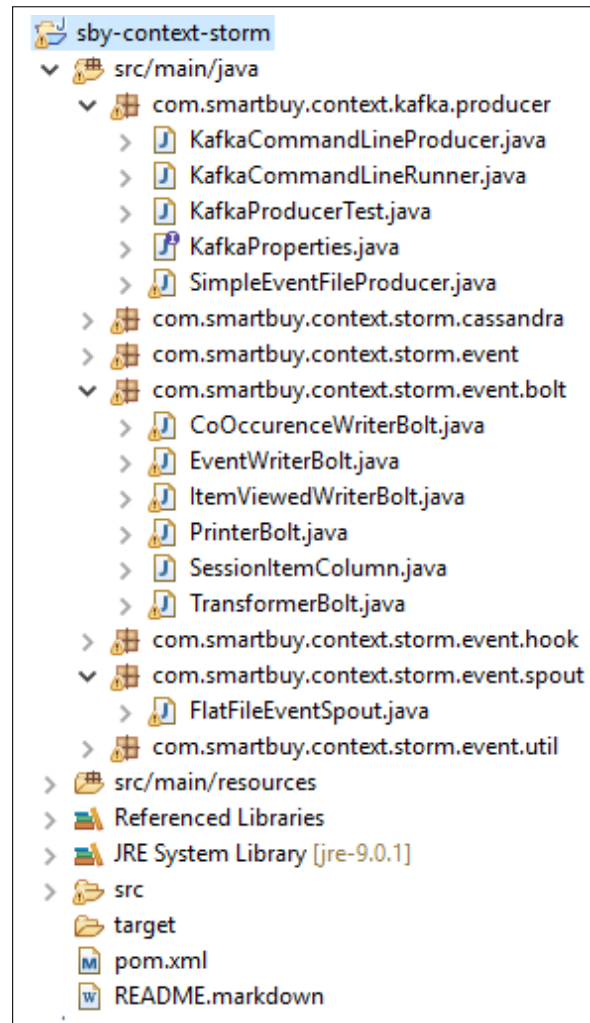 sby-context-storm
src/main/java
com.smartbuy.context.kafka.producer
KafkaCommandLineProducer.java
KafkaCommandLineRunner.java
KafkaProducerTest.java
KafkaProperties.java
SimpleEventFileProducer.java
com.smartbuy.context.storm.cassandra
com.smartbuy.context.storm.event
com.smartbuy.context.storm.event.bolt
CoOccurenceWriterBolt.java
EventWriterBolt.java
ItemViewedWriterBolt.java
PrinterBolt.java
SessionItemColumn.java
TransformerBolt.java
com.smartbuy.context.storm.event.hook
com.smartbuy.context.storm.event.spout
FlatFileEventSpout.java
com.smartbuy.context.storm.event.util
src/main/resources
Referenced Libraries
JRE System Library [jre-9.0.1]
src
target
pom.xml
README.markdown